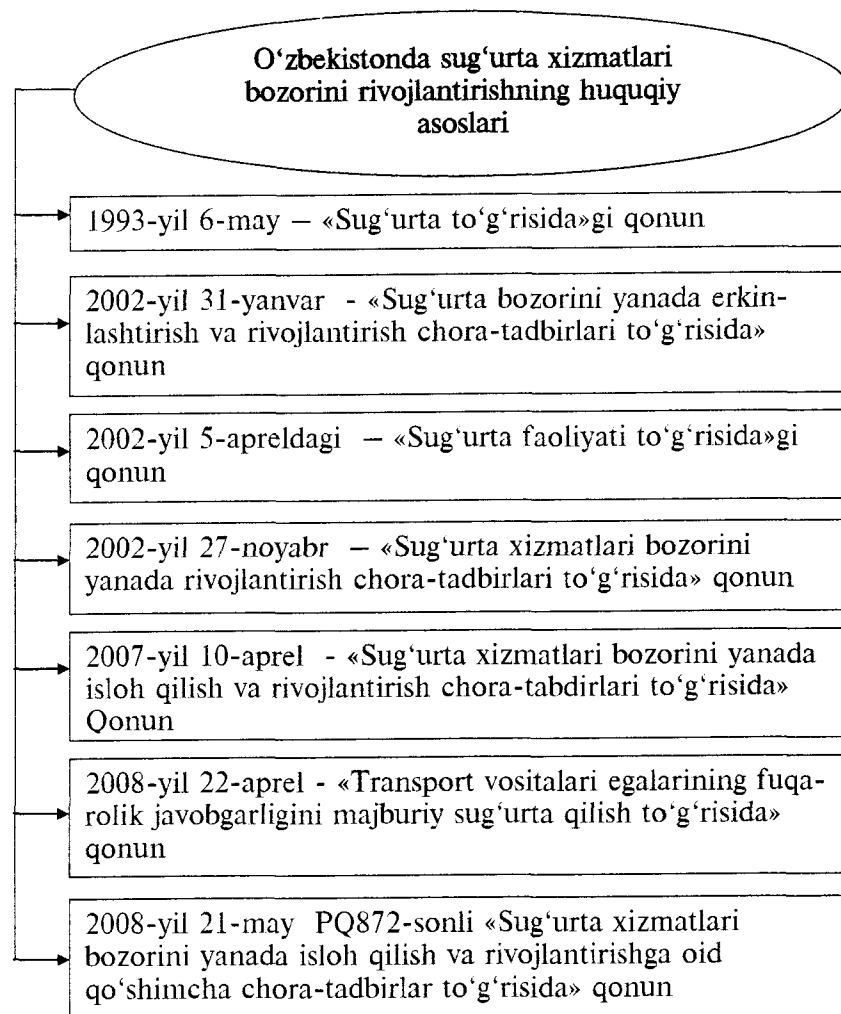 O‘zbekistonda sug‘urta xizmatlari
bozorini rivojlantirishning huquqiy
asoslari
1993-yil 6-may – «Sug‘urta to‘g‘risida»gi qonun
2002-yil 31-yanvar - «Sug‘urta bozorini yanada erkin-
lashtirish va rivojlantirish chora-tadbirlari to‘g‘risida»
qonun
2002-yil 5-apreldagi – «Sug‘urta faoliyati to‘g‘risida»gi
qonun
2002-yil 27-noyabr – «Sug‘urta xizmatlari bozorini
yanada rivojlantirish chora-tadbirlari to‘g‘risida» qonun
2007-yil 10-aprel - «Sug‘urta xizmatlari bozorini yanada
isloh qilish va rivojlantirish chora-tabdirlari to‘g‘risida»
Qonun
2008-yil 22-aprel - «Transport vositalari egalarining fuqa-
rolik javobgarligini majburiy sug‘urta qilish to‘g‘risida»
qonun
2008-yil 21-may PQ872-sonli «Sug‘urta xizmatlari
bozorini yanada isloh qilish va rivojlantirishga oid
qo‘shimcha chora-tadbirlar to‘g‘risida» qonun